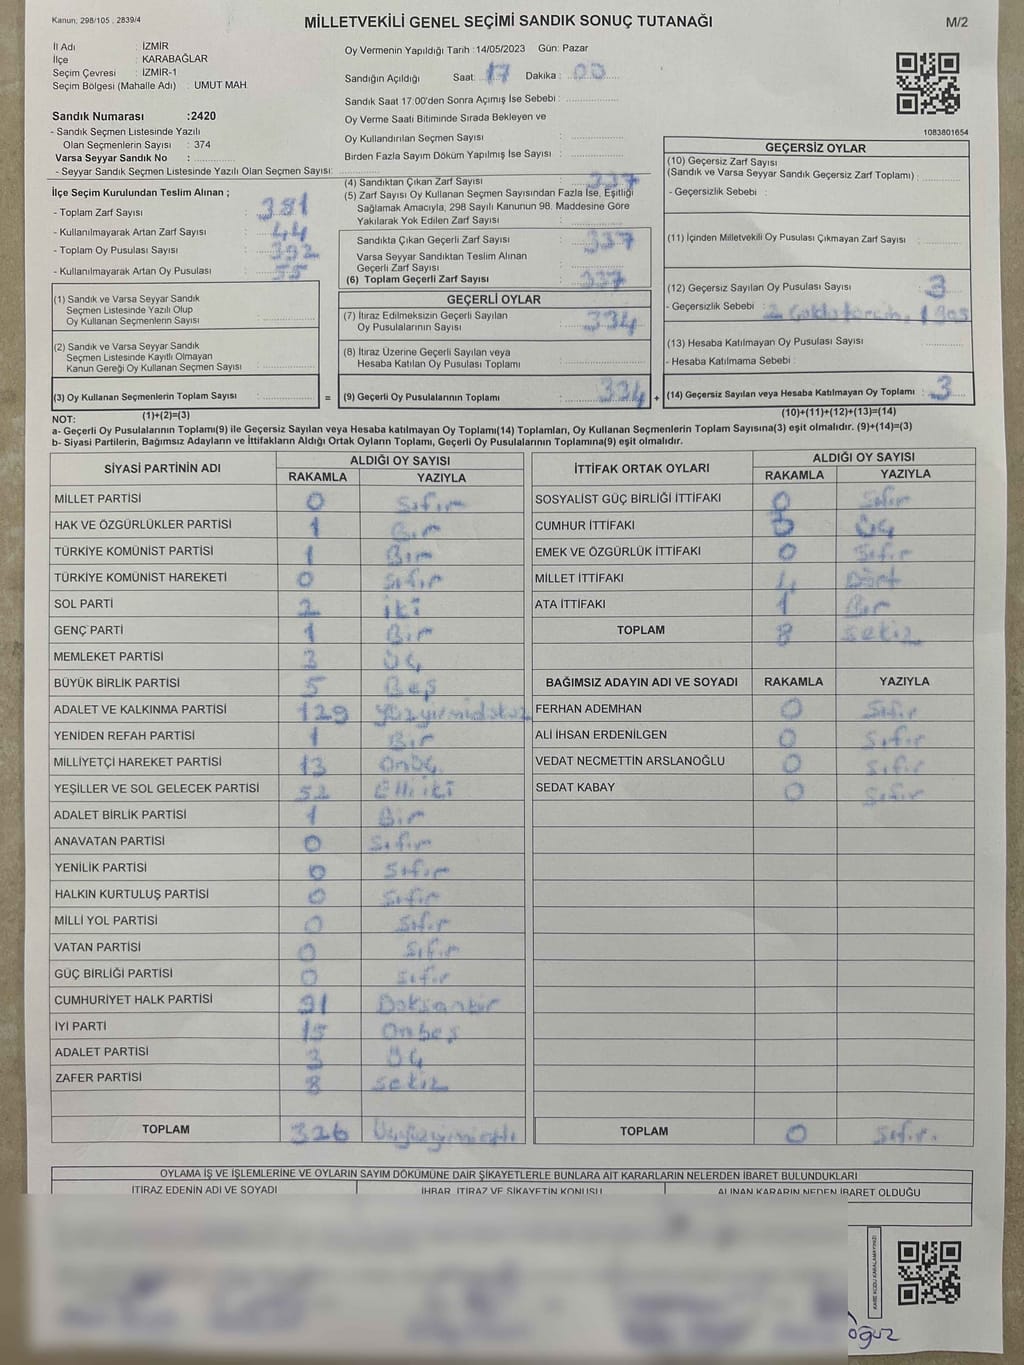 Kanun, 298/105 , 2839/4
MİLLETVEKİLİ GENEL SEÇİMİ SANDIK SONUÇ TUTANAĞI
M/2
İl Adı : İZMİR
İlçe : KARABAĞLAR
Seçim Çevresi : İZMİR-1
Seçim Bölgesi (Mahalle Adı) : UMUT MAH
Sandık Numarası :2420
- Sandık Seçmen Listesinde Yazılı
Olan Seçmenlerin Sayısı : 374
Varsa Seyyar Sandık No :
- Seyyar Sandık Seçmen Listesinde Yazılı Olan Seçmen Sayısı:
Oy Vermenin Yapıldığı Tarih :14/05/2023 Gün: Pazar
Sandığın Açıldığı Saat: 17 Dakika : 00
Sandık Saat 17:00'den Sonra Açımış İse Sebebi :
Oy Verme Saati Bitiminde Sırada Bekleyen ve
Oy Kullandırılan Seçmen Sayısı :
Birden Fazla Sayım Döküm Yapılmış İse Sayısı :
1083801654
İlçe Seçim Kurulundan Teslim Alınan ;
- Toplam Zarf Sayısı : 381
- Kullanılmayarak Artan Zarf Sayısı : 44
- Toplam Oy Pusulası Sayısı : 392
- Kullanılmayarak Artan Oy Pusulası : 55
(1) Sandık ve Varsa Seyyar Sandık
Seçmen Listesinde Yazılı Olup
Oy Kullanan Seçmenlerin Sayısı :
(2) Sandık ve Varsa Seyyar Sandık
Seçmen Listesinde Kayıtlı Olmayan
Kanun Gereği Oy Kullanan Seçmen Sayısı :
(3) Oy Kullanan Seçmenlerin Toplam Sayısı :
(1)+(2)=(3)
(4) Sandıktan Çıkan Zarf Sayısı : 337
(5) Zarf Sayısı Oy Kullanan Seçmen Sayısından Fazla İse, Eşitliği
Sağlamak Amacıyla, 298 Sayılı Kanunun 98. Maddesine Göre
Yakılarak Yok Edilen Zarf Sayısı :
Sandıkta Çıkan Geçerli Zarf Sayısı : 337
Varsa Seyyar Sandıktan Teslim Alınan
Geçerli Zarf Sayısı :
(6) Toplam Geçerli Zarf Sayısı : 337
GEÇERLİ OYLAR
(7) İtiraz Edilmeksizin Geçerli Sayılan
Oy Pusulalarının Sayısı : 334
(8) İtiraz Üzerine Geçerli Sayılan veya
Hesaba Katılan Oy Pusulası Toplamı :
= (9) Geçerli Oy Pusulalarının Toplamı : 334 +
GEÇERSİZ OYLAR
(10) Geçersiz Zarf Sayısı
(Sandık ve Varsa Seyyar Sandık Geçersiz Zarf Toplamı) :
- Geçersizlik Sebebi :
(11) İçinden Milletvekili Oy Pusulası Çıkmayan Zarf Sayısı :
(12) Geçersiz Sayılan Oy Pusulası Sayısı : 3
- Geçersizlik Sebebi : 2
(13) Hesaba Katılmayan Oy Pusulası Sayısı :
- Hesaba Katılmama Sebebi :
(14) Geçersiz Sayılan veya Hesaba Katılmayan Oy Toplamı : 3
(10)+(11)+(12)+(13)=(14)
NOT:
a- Geçerli Oy Pusulasının Toplamı(9) ile Geçersiz Sayılan veya Hesaba katılmayan Oy Toplamı(14) Toplamları, Oy Kullanan Seçmenlerin Toplam Sayısına(3) eşit olmalıdır. (9)+(14)=(3)
b- Siyasi Partilerin, Bağımsız Adayların ve İttifakların Aldığı Ortak Oyların Toplamı, Geçerli Oy Pusulalarının Toplamına(9) eşit olmalıdır.
SİYASİ PARTİNİN ADI ALDIĞI OY SAYISI
RAKAMLA YAZIYLA
MİLLET PARTİSİ 0 Sıfır
HAK VE ÖZGÜRLÜKLER PARTİSİ 1 Bir
TÜRKİYE KOMÜNİST PARTİSİ 1 Bir
TÜRKİYE KOMÜNİST HAREKETİ 0 Sıfır
SOL PARTİ 2 iki
GENÇ PARTİ 1 Bir
MEMLEKET PARTİSİ 3 Üç
BÜYÜK BİRLİK PARTİSİ 5 Beş
ADALET VE KALKINMA PARTİSİ 129 Yüzyirmidokuz
YENİDEN REFAH PARTİSİ 1 Bir
MİLLİYETÇİ HAREKET PARTİSİ 13 Onüç
YEŞİLLER VE SOL GELECEK PARTİSİ 52 Elliiki
ADALET BİRLİK PARTİSİ 1 Bir
ANAVATAN PARTİSİ 0 Sıfır
YENİLİK PARTİSİ 0 Sıfır
HALKIN KURTULUŞ PARTİSİ 0 Sıfır
MİLLİ YOL PARTİSİ 0 Sıfır
VATAN PARTİSİ 0 Sıfır
GÜÇ BİRLİĞİ PARTİSİ 0 Sıfır
CUMHURİYET HALK PARTİSİ 91 Doksanbir
İYİ PARTİ 15 Onbeş
ADALET PARTİSİ 3 Üç
ZAFER PARTİSİ 8 sekiz
TOPLAM 326 Üçyüzyirmialtı
İTTİFAK ORTAK OYLARI ALDIĞI OY SAYISI
RAKAMLA YAZIYLA
SOSYALİST GÜÇ BİRLİĞİ İTTİFAKI 0 Sıfır
CUMHUR İTTİFAKI 3 Üç
EMEK VE ÖZGÜRLÜK İTTİFAKI 0 Sıfır
MİLLET İTTİFAKI 4 Dört
ATA İTTİFAKI 1 Bir
TOPLAM 8 sekiz
BAĞIMSIZ ADAYIN ADI VE SOYADI RAKAMLA YAZIYLA
FERHAN ADEMHAN 0 Sıfır
ALİ İHSAN ERDENİLGEN 0 Sıfır
VEDAT NECMETTİN ARSLANOĞLU 0 Sıfır
SEDAT KABAY 0 Sıfır
TOPLAM 0 Sıfır.
OYLAMA İŞ VE İŞLEMLERİNE VE OYLARIN SAYIM DÖKÜMÜNE DAİR ŞİKAYETLERLE BUNLARA AİT KARARLARIN NELERDEN İBARET BULUNDUKLARI
İTİRAZ EDENİN ADI VE SOYADI İHBAR, İTİRAZ VE ŞİKAYETİN KONUSU ALINAN KARARIN NEDEN İBARET OLDUĞU
KARE KODU KARALAMAYINIZ!
oğuz